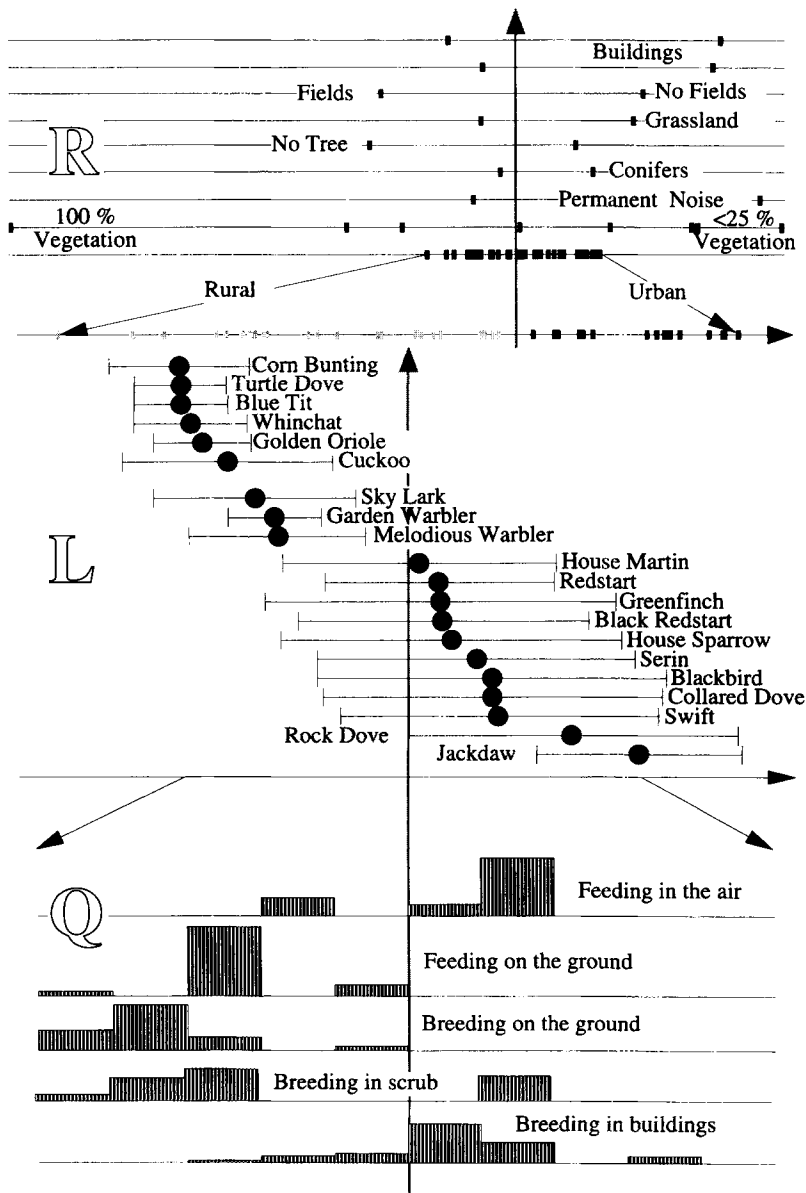 Buildings
Fields
No Fields
Grassland
R
No Tree
Conifers
Permanent Noise
100 %
Vegetation
<25 %
Vegetation
Rural
Urban
Corn Bunting
Turtle Dove
Blue Tit
Whinchat
Golden Oriole
Cuckoo
Sky Lark
Garden Warbler
Melodious Warbler
L
House Martin
Redstart
Greenfinch
Black Redstart
House Sparrow
Serin
Blackbird
Collared Dove
Swift
Rock Dove
Jackdaw
Q
Feeding in the air
Feeding on the ground
Breeding on the ground
Breeding in scrub
Breeding in buildings